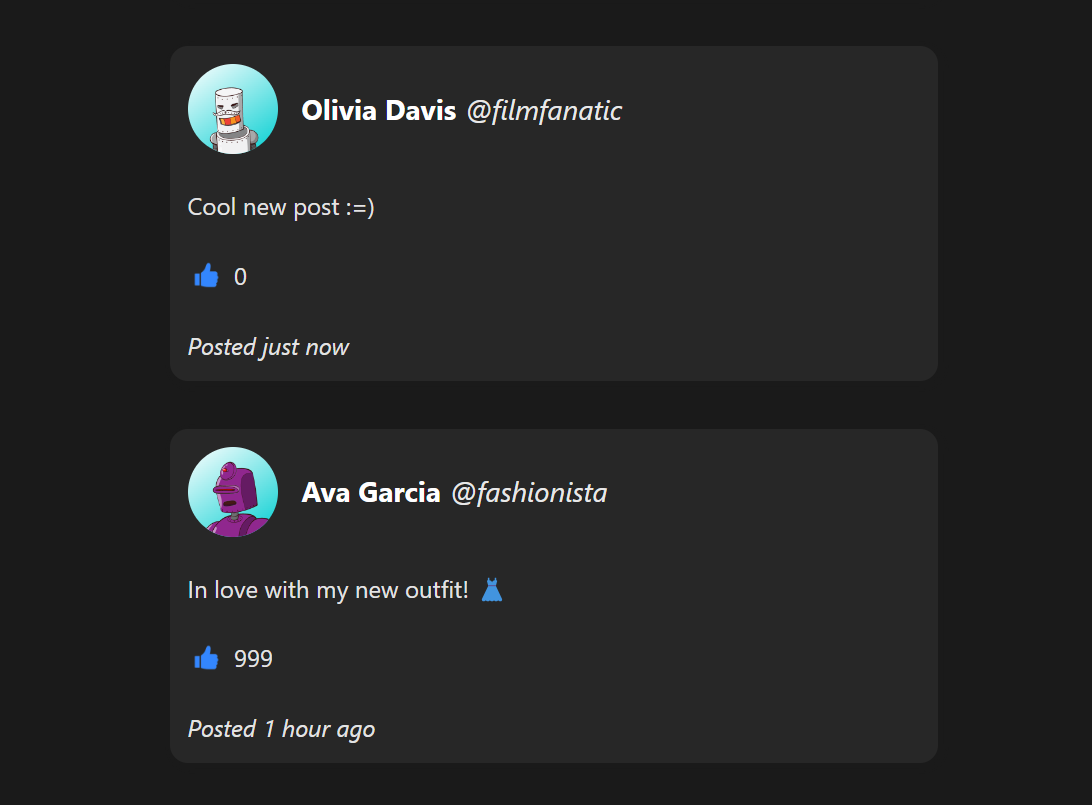 Olivia Davis @filmfanatic
Cool new post :=)
0
Posted just now
Ava Garcia @fashionista
In love with my new outfit! 👗
999
Posted 1 hour ago